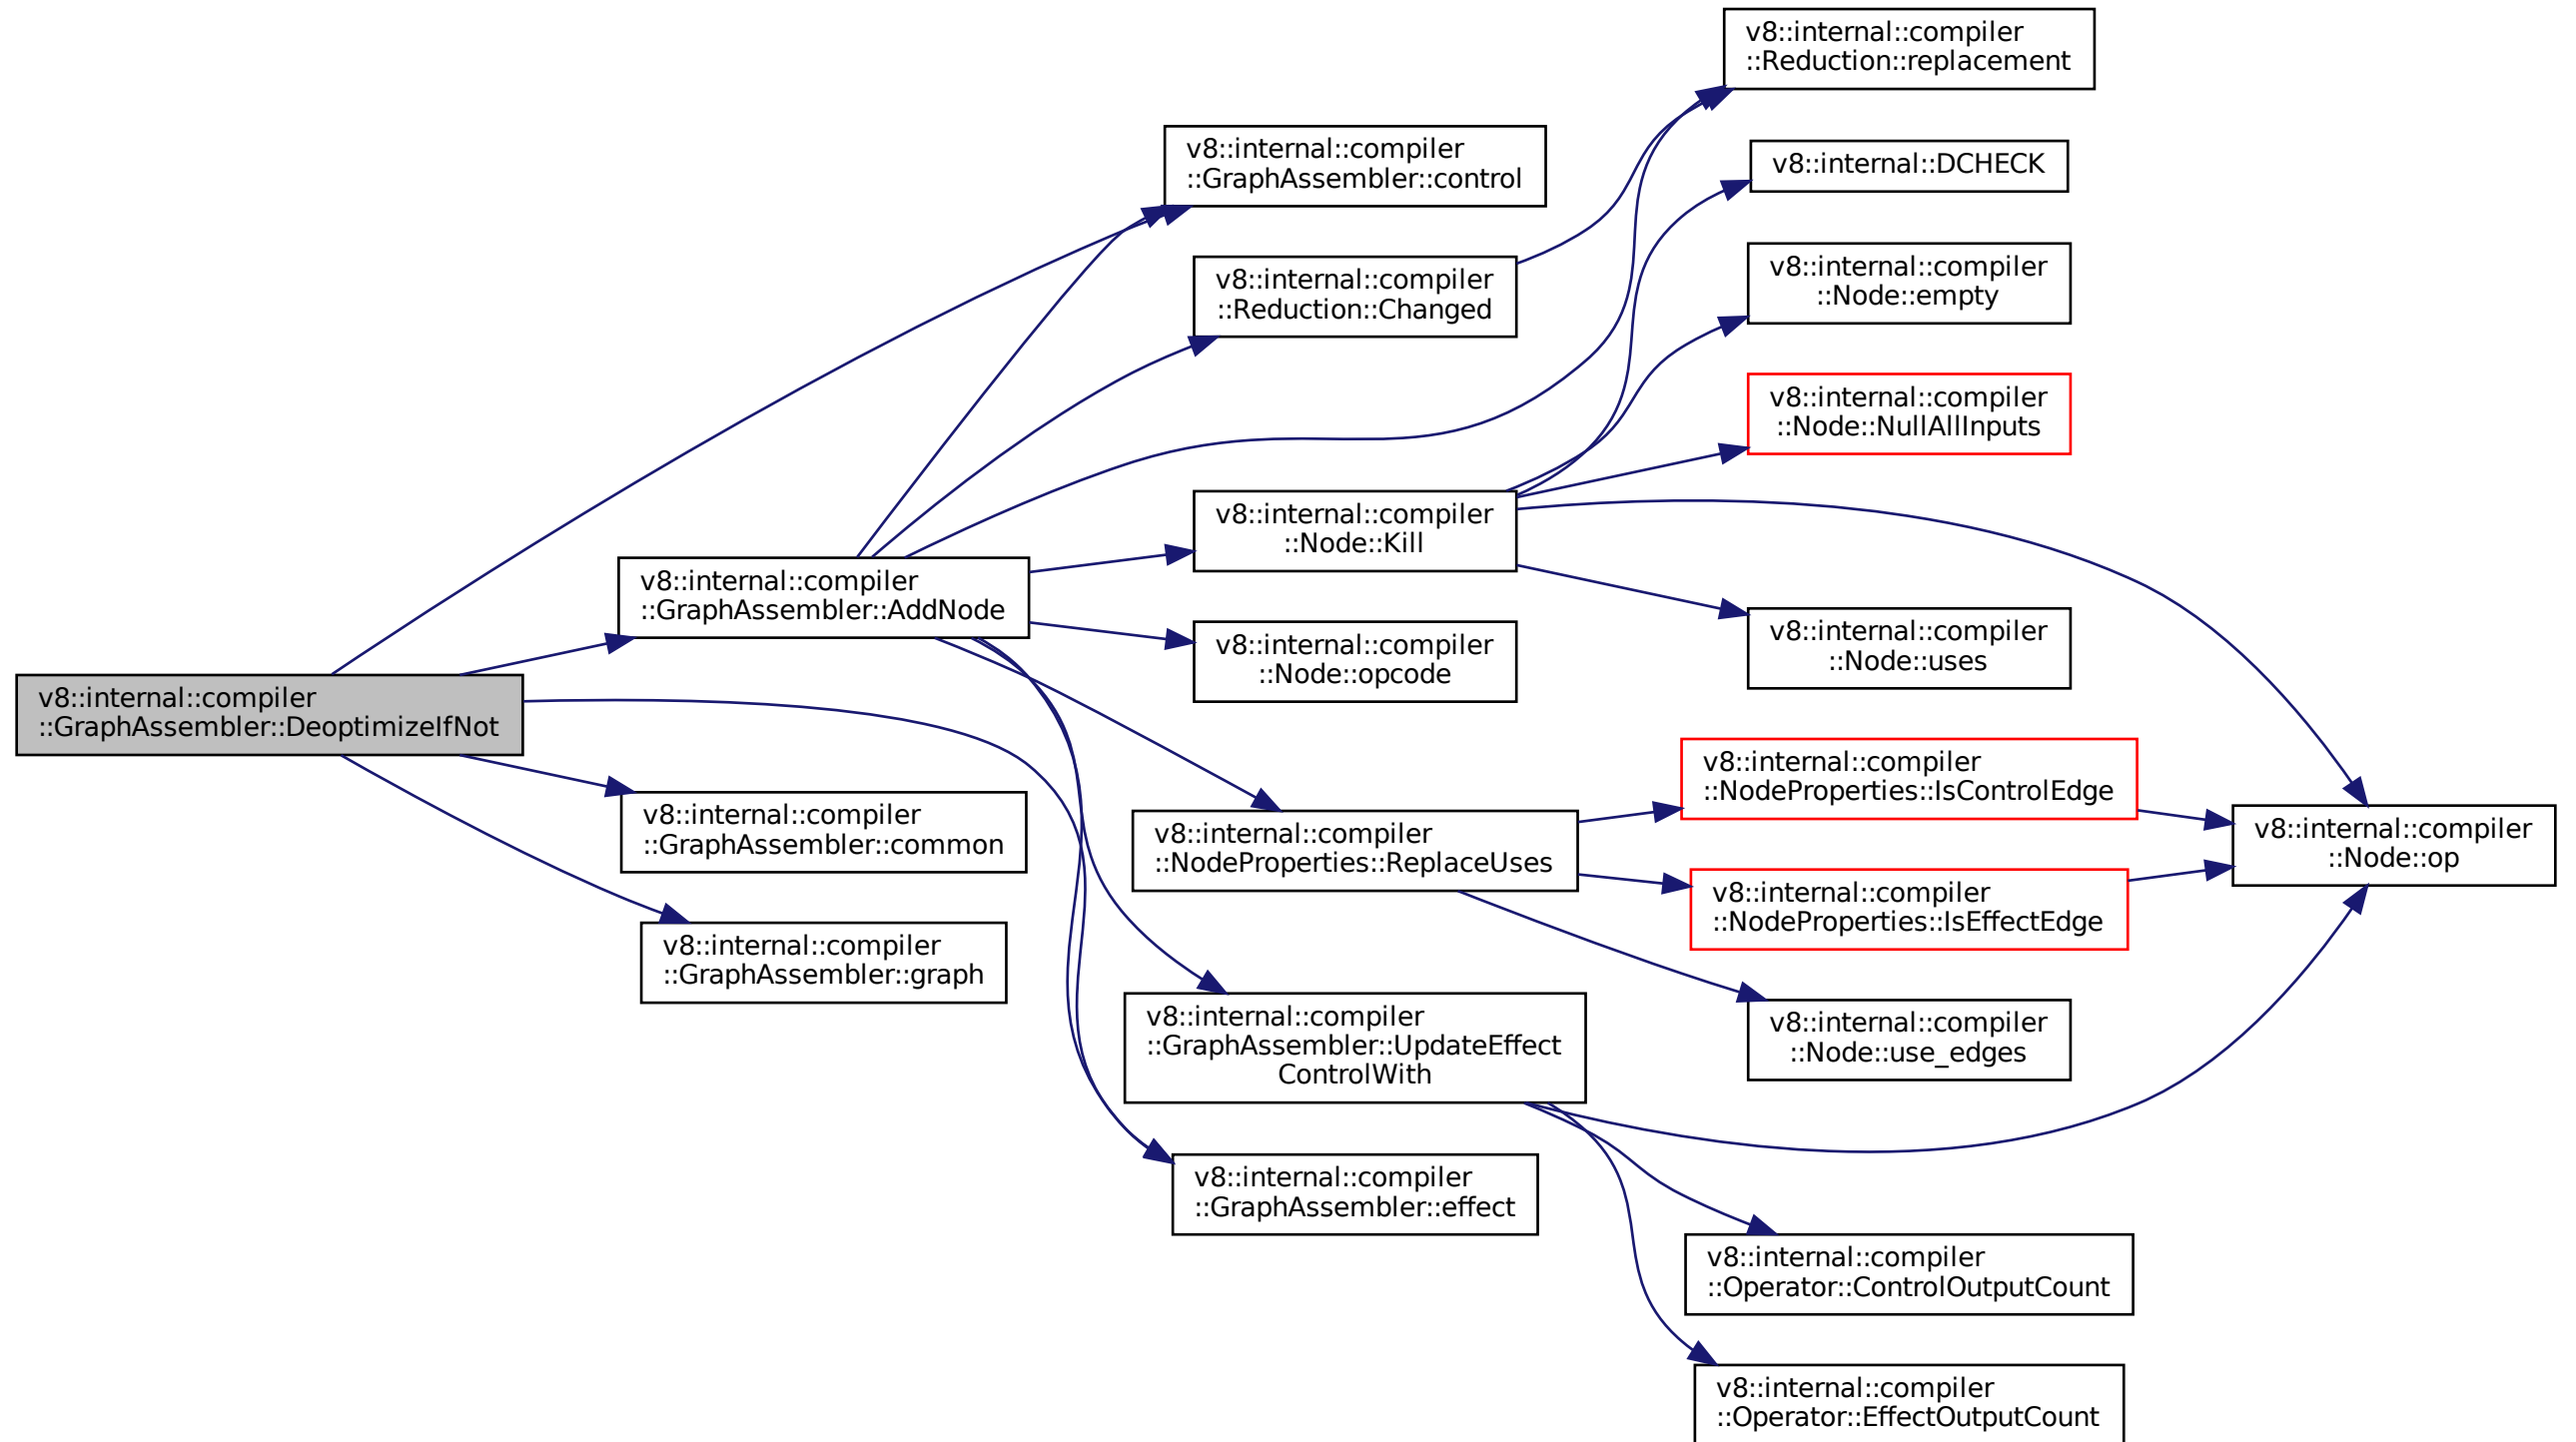 v8::internal::compiler
::GraphAssembler::DeoptimizeIfNot
v8::internal::compiler
::GraphAssembler::AddNode
v8::internal::compiler
::GraphAssembler::common
v8::internal::compiler
::GraphAssembler::graph
v8::internal::compiler
::GraphAssembler::control
v8::internal::compiler
::Reduction::Changed
v8::internal::compiler
::Node::Kill
v8::internal::compiler
::Node::opcode
v8::internal::compiler
::NodeProperties::ReplaceUses
v8::internal::compiler
::GraphAssembler::UpdateEffect
ControlWith
v8::internal::compiler
::GraphAssembler::effect
v8::internal::compiler
::Reduction::replacement
v8::internal::DCHECK
v8::internal::compiler
::Node::empty
v8::internal::compiler
::Node::NullAllInputs
v8::internal::compiler
::Node::uses
v8::internal::compiler
::NodeProperties::IsControlEdge
v8::internal::compiler
::NodeProperties::IsEffectEdge
v8::internal::compiler
::Node::use_edges
v8::internal::compiler
::Operator::ControlOutputCount
v8::internal::compiler
::Operator::EffectOutputCount
v8::internal::compiler
::Node::op